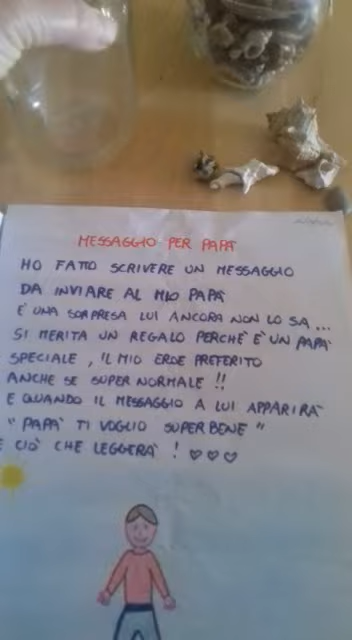 MESSAGGIO PER PAPÀ
HO FATTO SCRIVERE UN MESSAGGIO
DA INVIARE AL MIO PAPÀ
E' UNA SORPRESA LUI ANCORA NON LO SA...
SI MERITA UN REGALO PERCHÈ È UN PAPÀ
SPECIALE, IL MIO EROE PREFERITO
ANCHE SE SUPER NORMALE !!
E QUANDO IL MESSAGGIO A LUI APPARIRÀ
"PAPÀ TI VOGLIO SUPER BENE"
E CIÒ CHE LEGGERÀ ! ♡♡♡